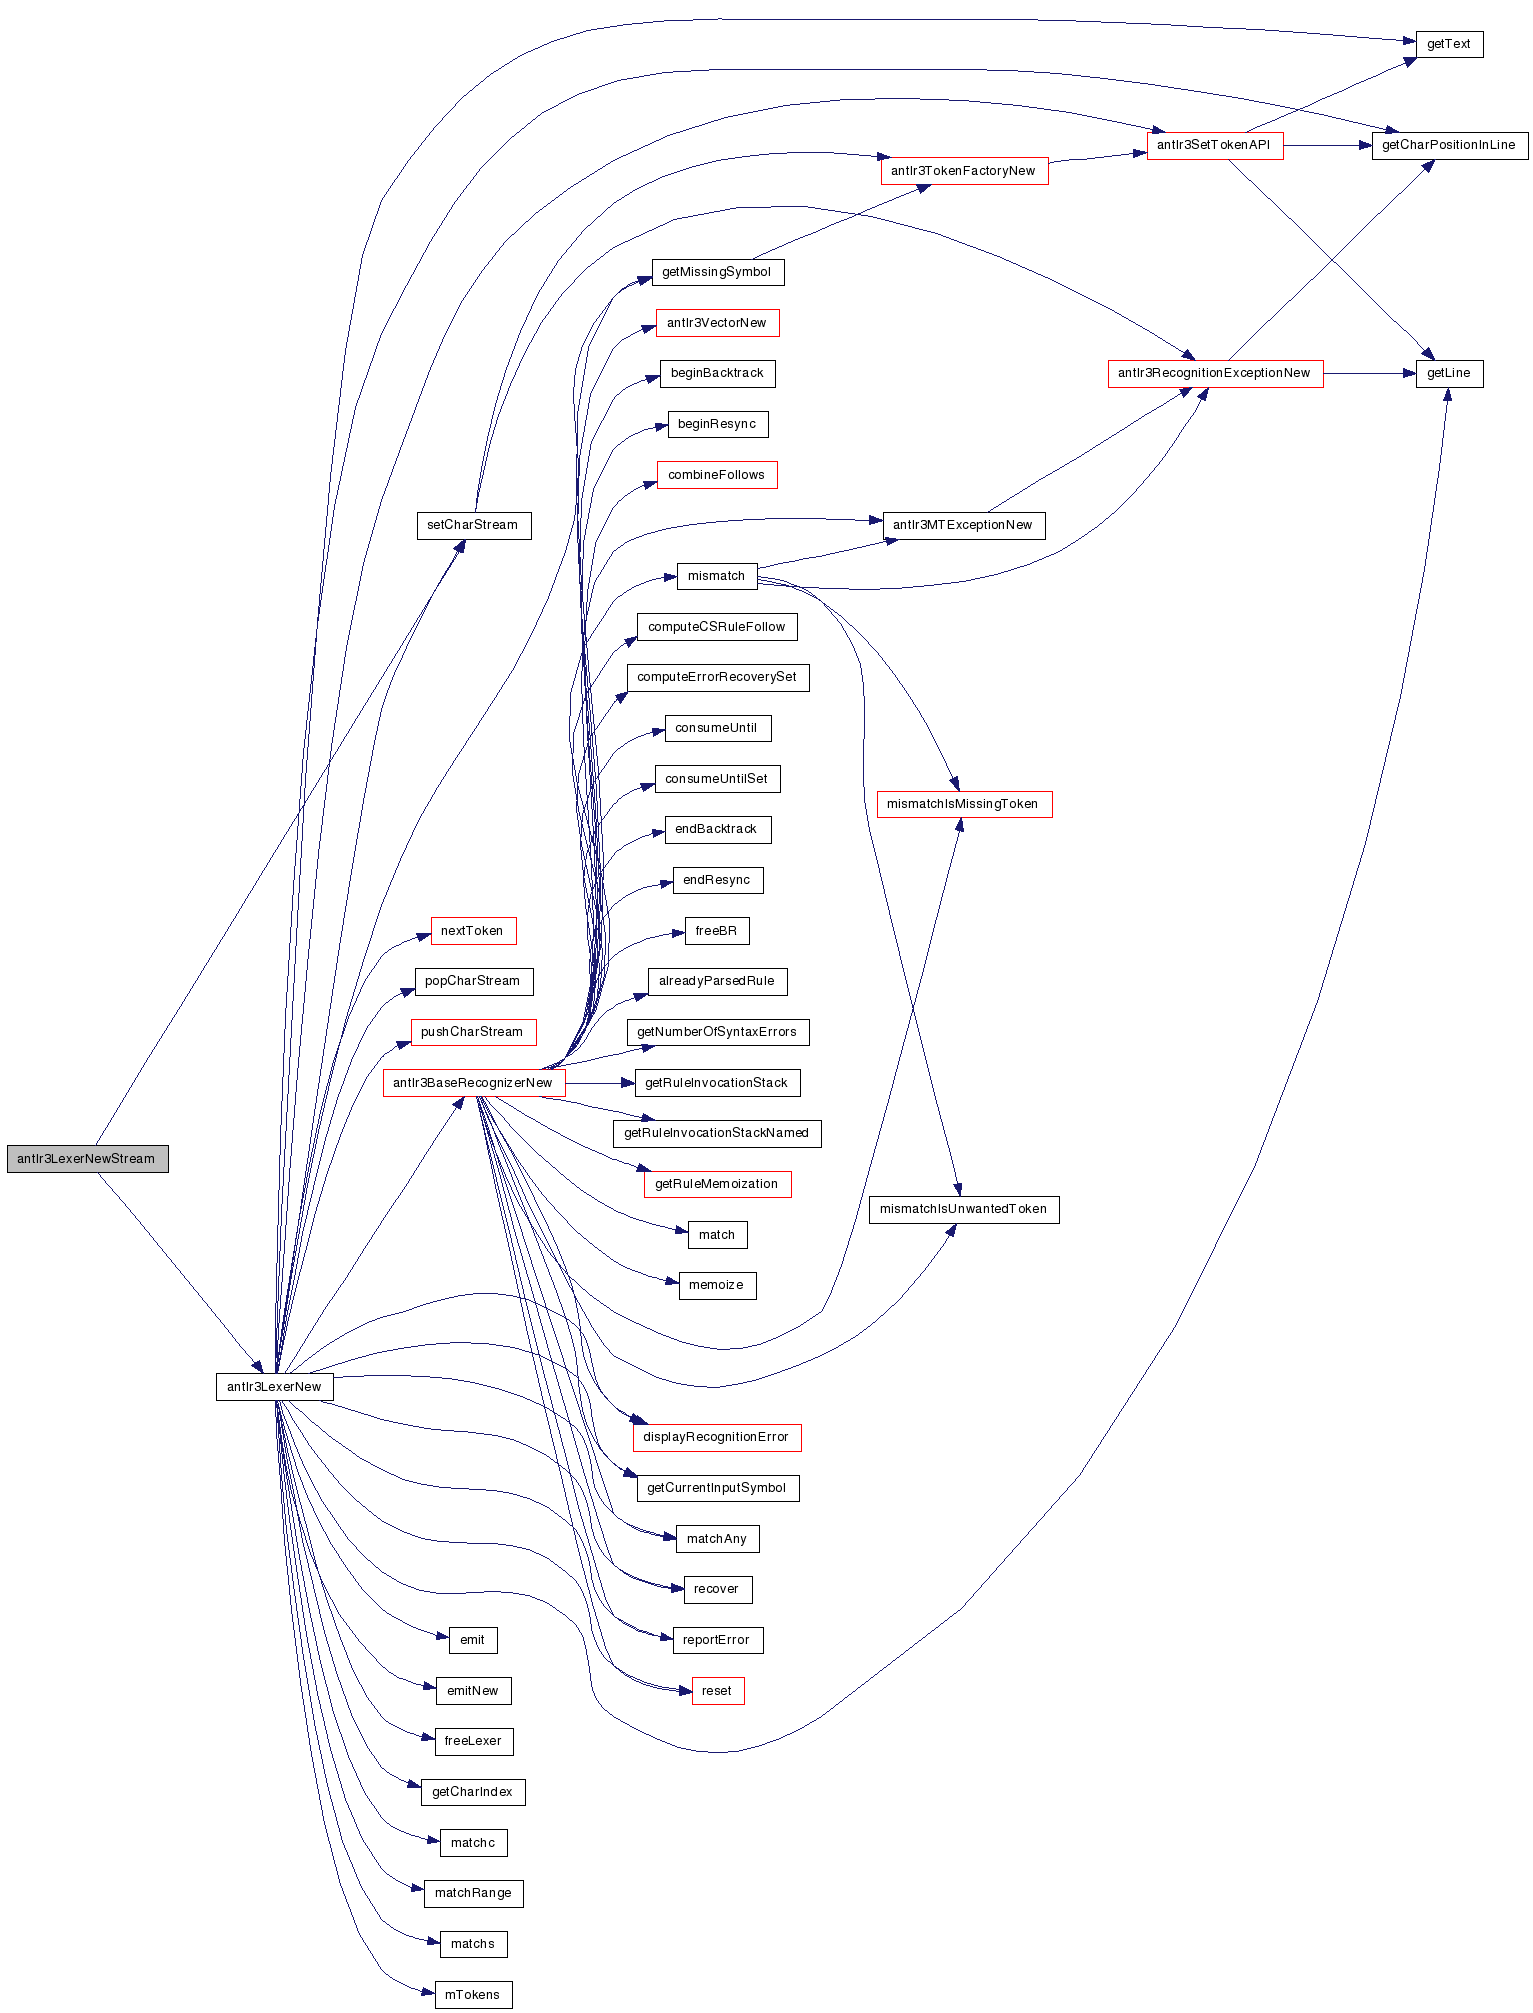 getText
antlr3SetTokenAPI
getCharPositionInLine
antlr3TokenFactoryNew
getMissingSymbol
antlr3VectorNew
beginBacktrack
antlr3RecognitionExceptionNew
getLine
beginResync
combineFollows
setCharStream
antlr3MTExceptionNew
mismatch
computeCSRuleFollow
computeErrorRecoverySet
consumeUntil
consumeUntilSet
mismatchIsMissingToken
endBacktrack
endResync
nextToken
freeBR
popCharStream
alreadyParsedRule
pushCharStream
getNumberOfSyntaxErrors
antlr3BaseRecognizerNew
getRuleInvocationStack
getRuleInvocationStackNamed
antlr3LexerNewStream
getRuleMemoization
mismatchIsUnwantedToken
match
memoize
antlr3LexerNew
displayRecognitionError
getCurrentInputSymbol
matchAny
recover
emit
reportError
emitNew
reset
freeLexer
getCharIndex
matchc
matchRange
matchs
mTokens